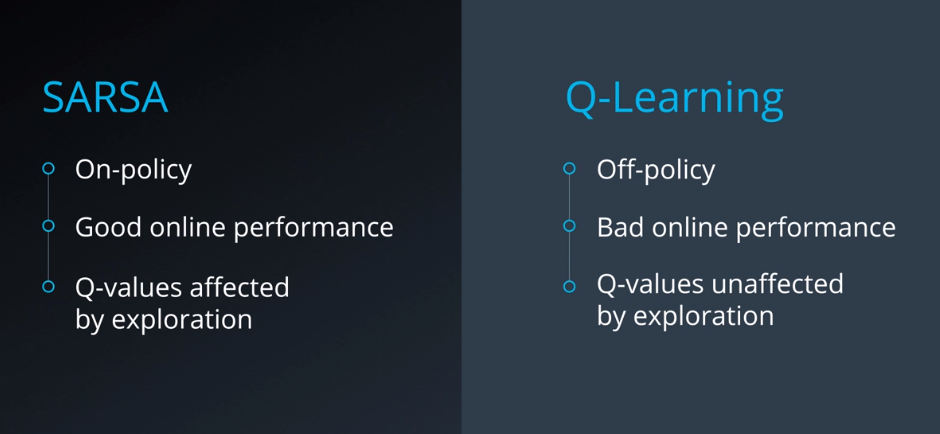 SARSA
On-policy
Good online performance
Q-values affected
by exploration
Q-Learning
Off-policy
Bad online performance
Q-values unaffected
by exploration